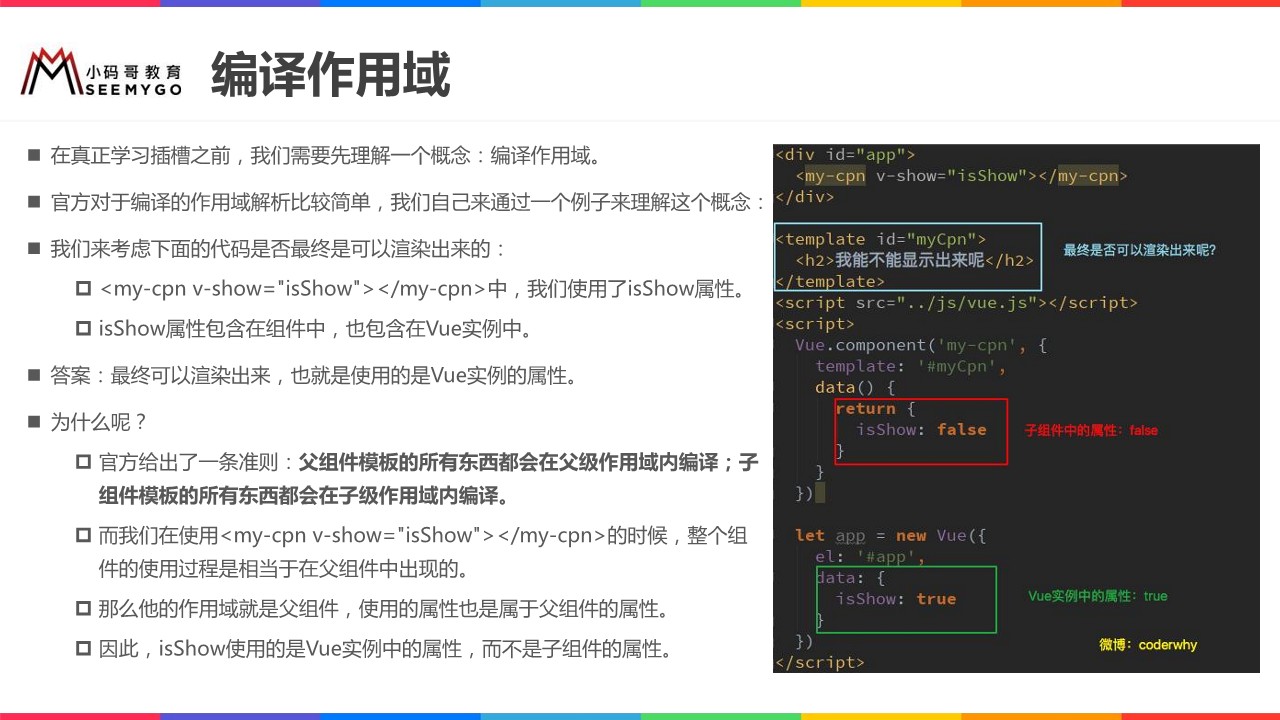 小码哥教育
SEEMYGO
编译作用域
在真正学习插槽之前，我们需要先理解一个概念：编译作用域。
官方对于编译的作用域解析比较简单，我们自己来通过一个例子来理解这个概念：
我们来考虑下面的代码是否最终是可以渲染出来的：
<my-cpn v-show="isShow"></my-cpn>中，我们使用了isShow属性。
isShow属性包含在组件中，也包含在Vue实例中。
答案：最终可以渲染出来，也就是使用的是Vue实例的属性。
为什么呢？
官方给出了一条准则：父组件模板的所有东西都会在父级作用域内编译；子
组件模板的所有东西都会在子级作用域内编译。
而我们在使用<my-cpn v-show="isShow"></my-cpn>的时候，整个组
件的使用过程是相当于在父组件中出现的。
那么他的作用域就是父组件，使用的属性也是属于父组件的属性。
因此，isShow使用的是Vue实例中的属性，而不是子组件的属性。
<div id="app">
<my-cpn v-show="isShow"></my-cpn>
</div>
<template id="myCpn">
<h2>我能不能显示出来呢</h2>
最终是否可以渲染出来呢?
</template>
<script src="../js/vue.js"></script>
<script>
Vue.component('my-cpn', {
template: '#myCpn',
data() {
return {
isShow: false
子组件中的属性：false
}
}
})
let app = new Vue({
el: '#app',
data: {
isShow: true
Vue实例中的属性：true
}
})
微博：coderwhy
</script>